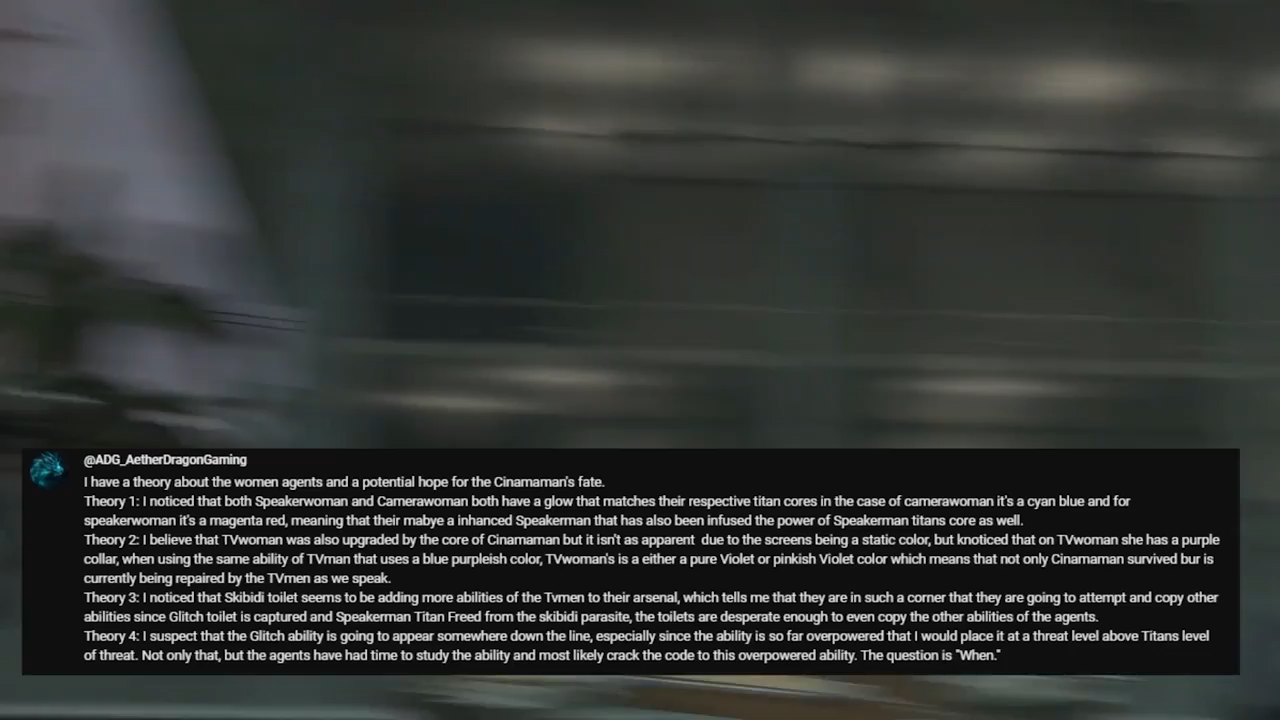 @ADG_AetherDragonGaming
I have a theory about the women agents and a potential hope for the Cinamaman's fate.
Theory 1: I noticed that both Speakerwoman and Camerawoman both have a glow that matches their respective titan cores in the case of camerawoman it's a cyan blue and for
speakerwoman it's a magenta red, meaning that their mabye a inhanced Speakerman that has also been infused the power of Speakerman titans core as well.
Theory 2: I believe that TVwoman was also upgraded by the core of Cinamaman but it isn't as apparent due to the screens being a static color, but knoticed that on TVwoman she has a purple
collar, when using the same ability of TVman that uses a blue purpleish color, TVwoman's is a either a pure Violet or pinkish Violet color which means that not only Cinamaman survived bur is
currently being repaired by the TVmen as we speak.
Theory 3: I noticed that Skibidi toilet seems to be adding more abilities of the Tvmen to their arsenal, which tells me that they are in such a corner that they are going to attempt and copy other
abilities since Glitch toilet is captured and Speakerman Titan Freed from the skibidi parasite, the toilets are desperate enough to even copy the other abilities of the agents.
Theory 4: I suspect that the Glitch ability is going to appear somewhere down the line, especially since the ability is so far overpowered that I would place it at a threat level above Titans level
of threat. Not only that, but the agents have had time to study the ability and most likely crack the code to this overpowered ability. The question is "When."